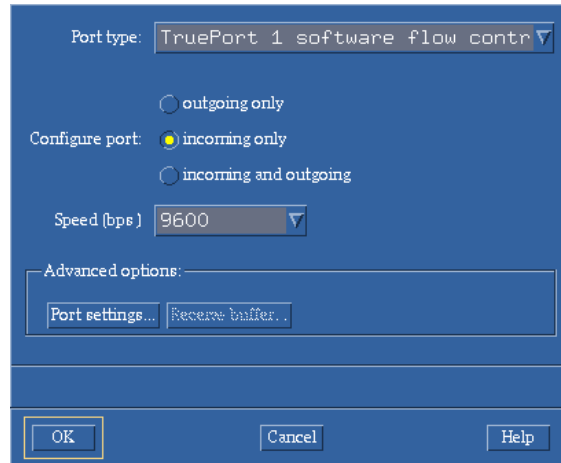 Port type: TruePort 1 software flow contr
outgoing only
Configure port: incoming only
incoming and outgoing
Speed (bps) 9600
Advanced options:
Port settings... Receive buffer...
OK Cancel Help